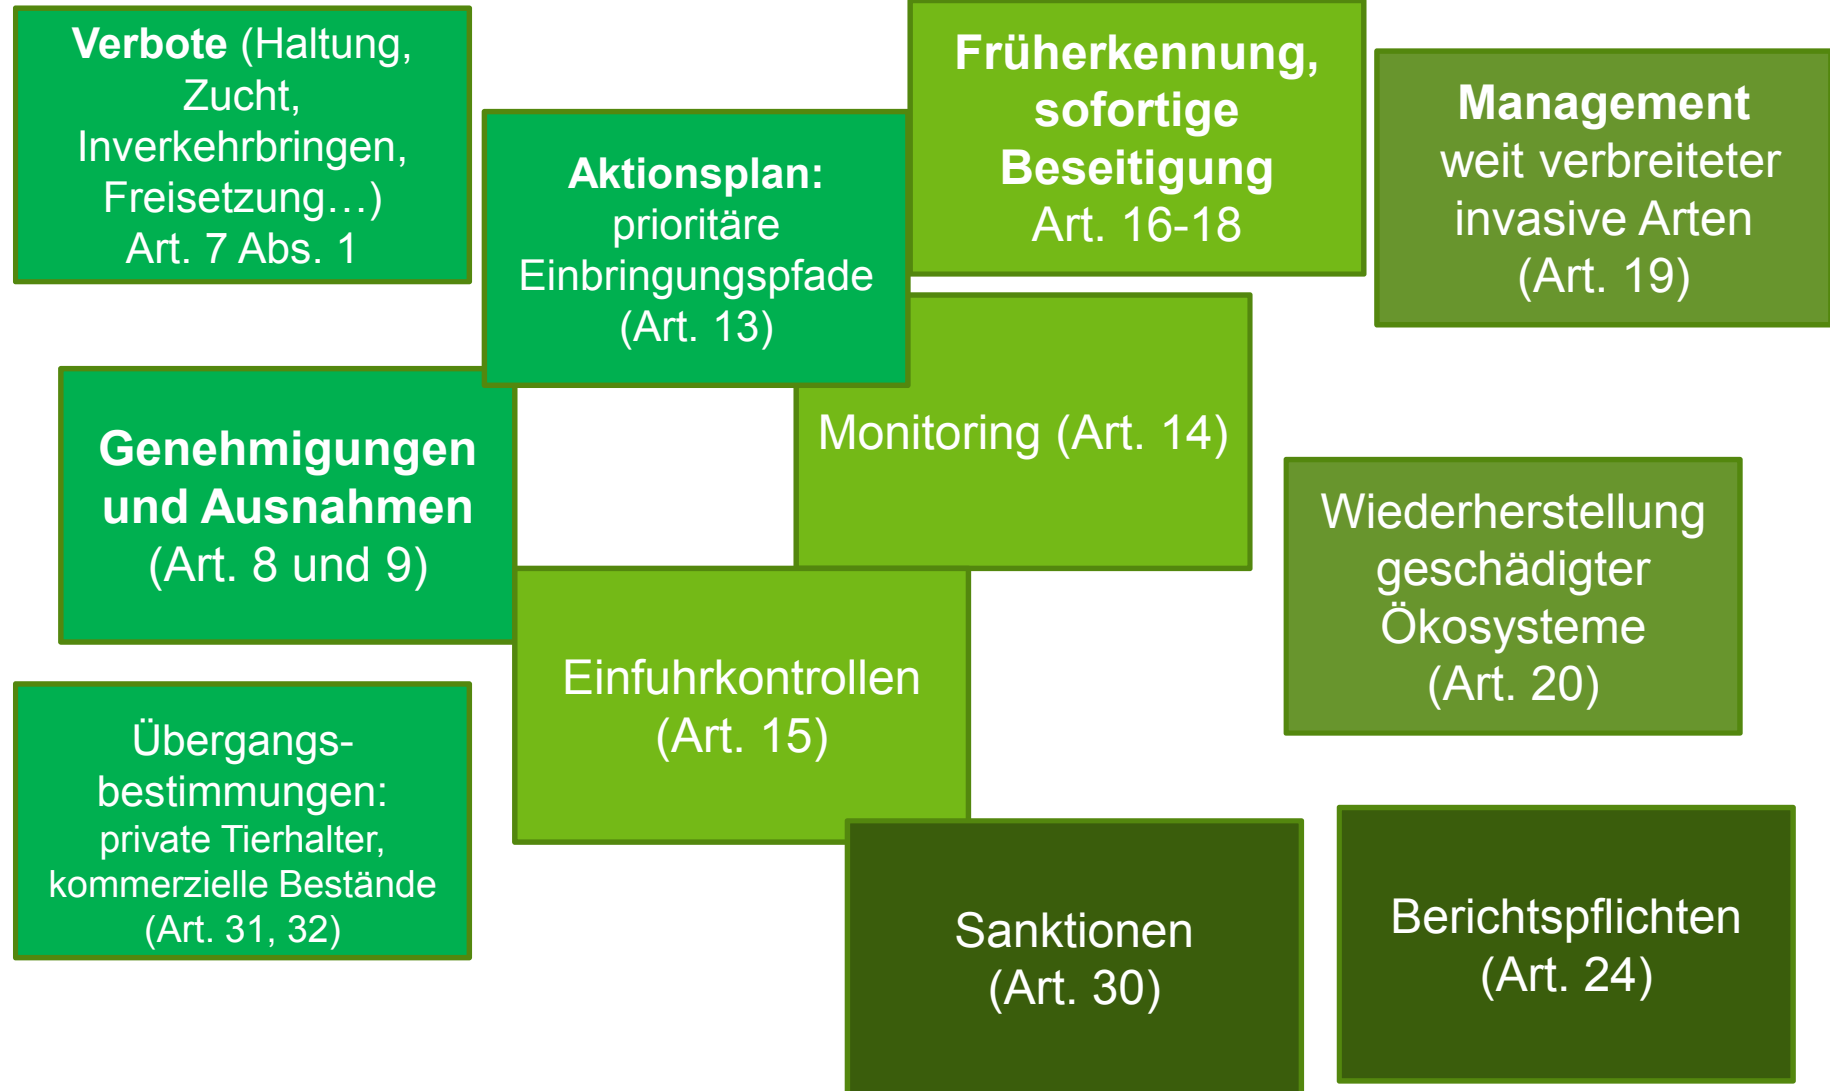 Verbote (Haltung,
Zucht,
Inverkehrbringen,
Freisetzung…)
Art. 7 Abs. 1
Aktionsplan:
prioritäre
Einbringungspfade
(Art. 13)
Früherkennung,
sofortige
Beseitigung
Art. 16-18
Management
weit verbreiteter
invasive Arten
(Art. 19)
Genehmigungen
und Ausnahmen
(Art. 8 und 9)
Monitoring (Art. 14)
Wiederherstellung
geschädigter
Ökosysteme
(Art. 20)
Einfuhrkontrollen
(Art. 15)
Übergangs-
bestimmungen:
private Tierhalter,
kommerzielle Bestände
(Art. 31, 32)
Sanktionen
(Art. 30)
Berichtspflichten
(Art. 24)